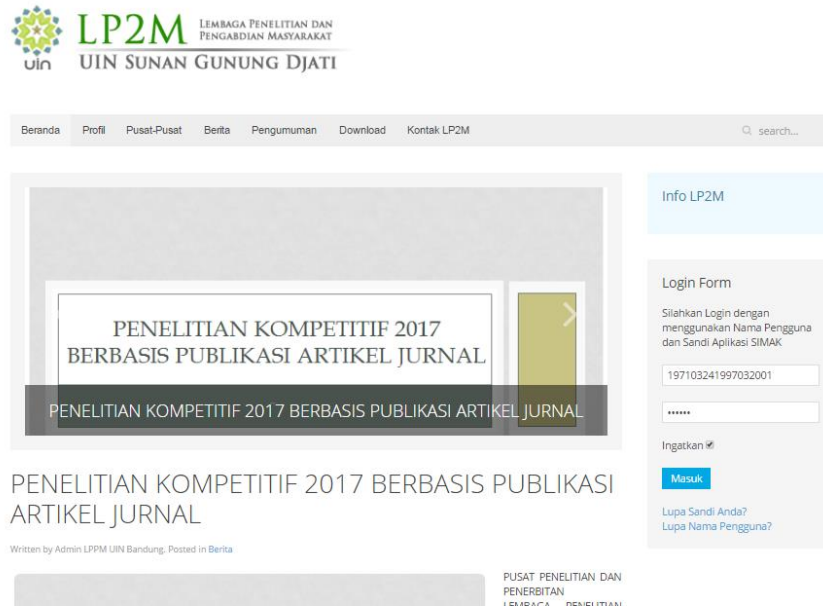 LP2M LEMBAGA PENELITIAN DAN
PENGABDIAN MASYARAKAT
uin UIN SUNAN GUNUNG DJATI
Beranda Profil Pusat-Pusat Berita Pengumuman Download Kontak LP2M search...
PENELITIAN KOMPETITIF 2017
BERBASIS PUBLIKASI ARTIKEL JURNAL
PENELITIAN KOMPETITIF 2017 BERBASIS PUBLIKASI ARTIKEL JURNAL
PENELITIAN KOMPETITIF 2017 BERBASIS PUBLIKASI
ARTIKEL JURNAL
Written by Admin LPPM UIN Bandung. Posted in Berita
PUSAT PENELITIAN DAN
PENERBITAN
LEMBAGA PENELITIAN
Info LP2M
Login Form
Silahkan Login dengan
menggunakan Nama Pengguna
dan Sandi Aplikasi SIMAK
197103241997032001
••••••
Ingatkan
Masuk
Lupa Sandi Anda?
Lupa Nama Pengguna?